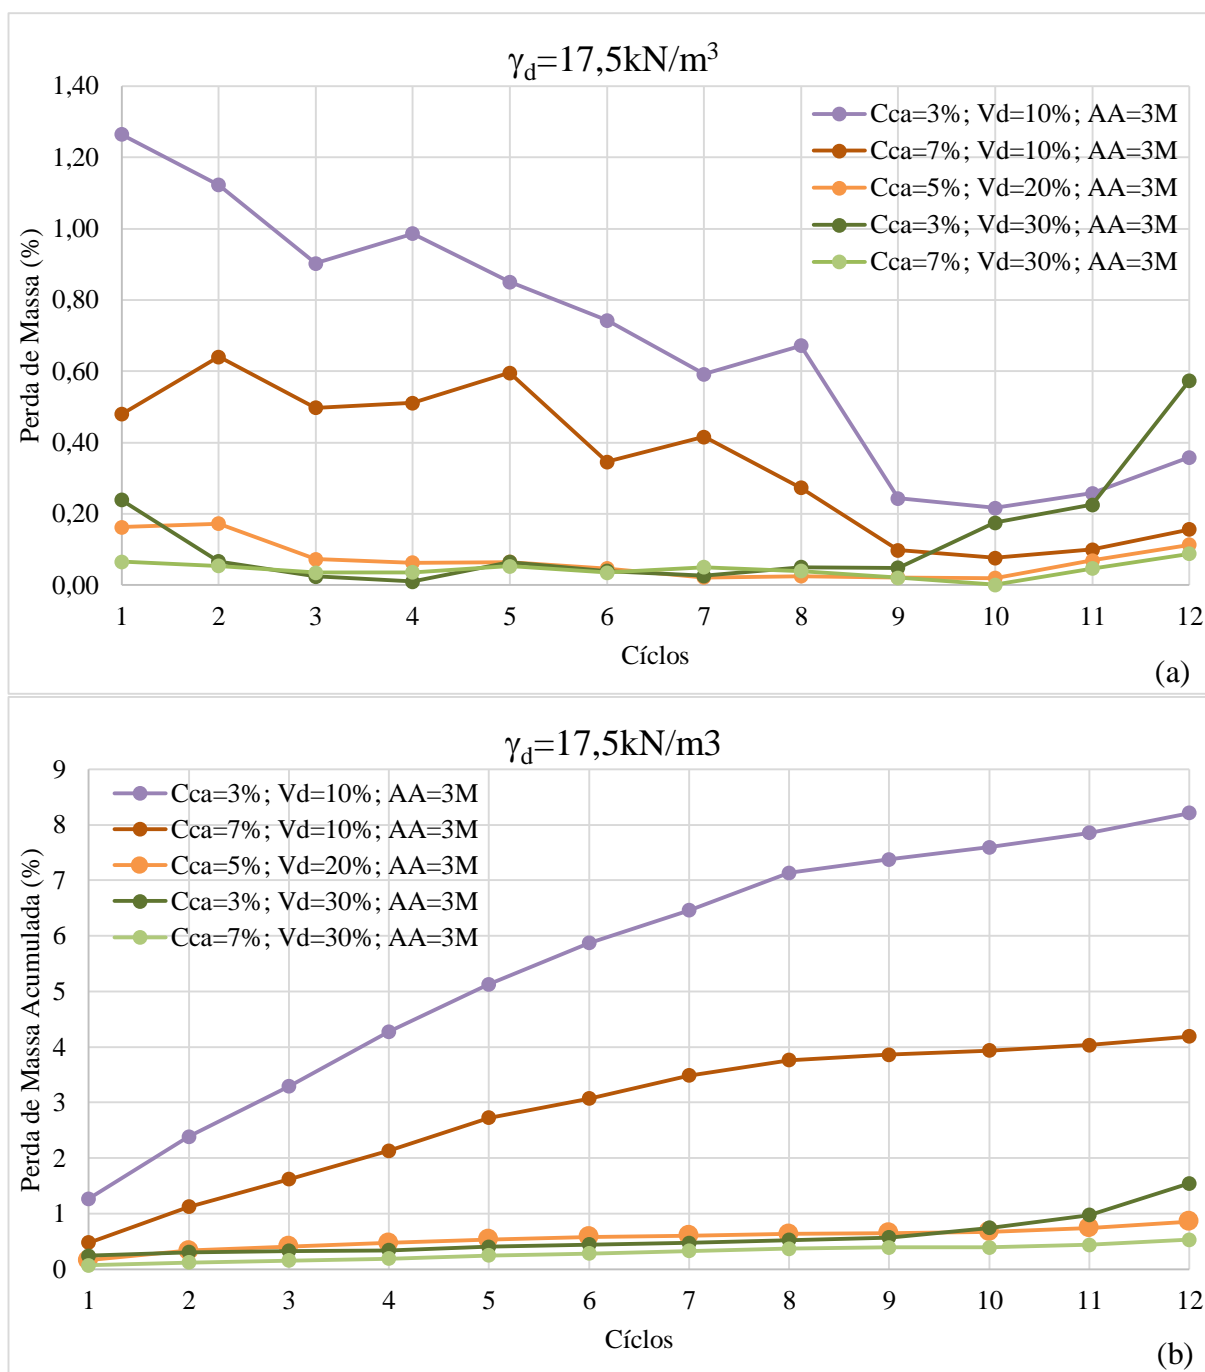 γd=17,5kN/m³
1,40
1,20
1,00
0,80
0,60
0,40
0,20
0,00
Perda de Massa (%)
Cca=3%; Vd=10%; AA=3M
Cca=7%; Vd=10%; AA=3M
Cca=5%; Vd=20%; AA=3M
Cca=3%; Vd=30%; AA=3M
Cca=7%; Vd=30%; AA=3M
1 2 3 4 5 6 7 8 9 10 11 12
Cíclos
(a)
γd=17,5kN/m3
9
8
7
6
5
4
3
2
1
0
Perda de Massa Acumulada (%)
Cca=3%; Vd=10%; AA=3M
Cca=7%; Vd=10%; AA=3M
Cca=5%; Vd=20%; AA=3M
Cca=3%; Vd=30%; AA=3M
Cca=7%; Vd=30%; AA=3M
1 2 3 4 5 6 7 8 9 10 11 12
Cíclos
(b)